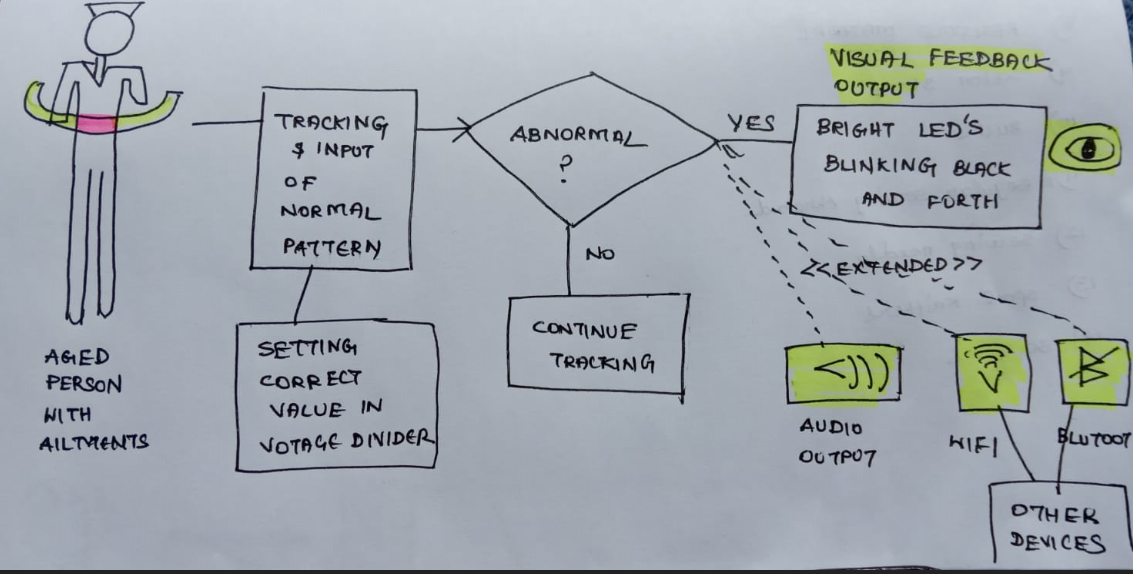 AGED
PERSON
WITH
AILTMENTS
TRACKING
& INPUT
OF
NORMAL
PATTERN
SETTING
CORRECT
VALUE IN
VOTAGE DIVIDER
ABNORMAL
?
NO
CONTINUE
TRACKING
YES
VISUAL FEEDBACK
OUTPUT
BRIGHT LED'S
BLINKING BLACK
AND FORTH
<<EXTENDED>>
AUDIO
OUTPUT
WIFI
BLUTOOT
OTHER
DEVICES